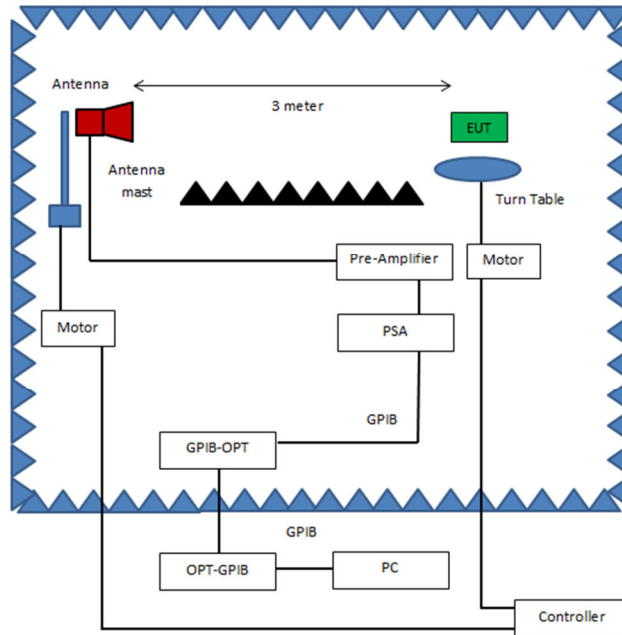 Antenna
3 meter
EUT
Antenna
mast
Turn Table
Pre-Amplifier
Motor
Motor
PSA
GPIB
GPIB-OPT
GPIB
OPT-GPIB
PC
Controller